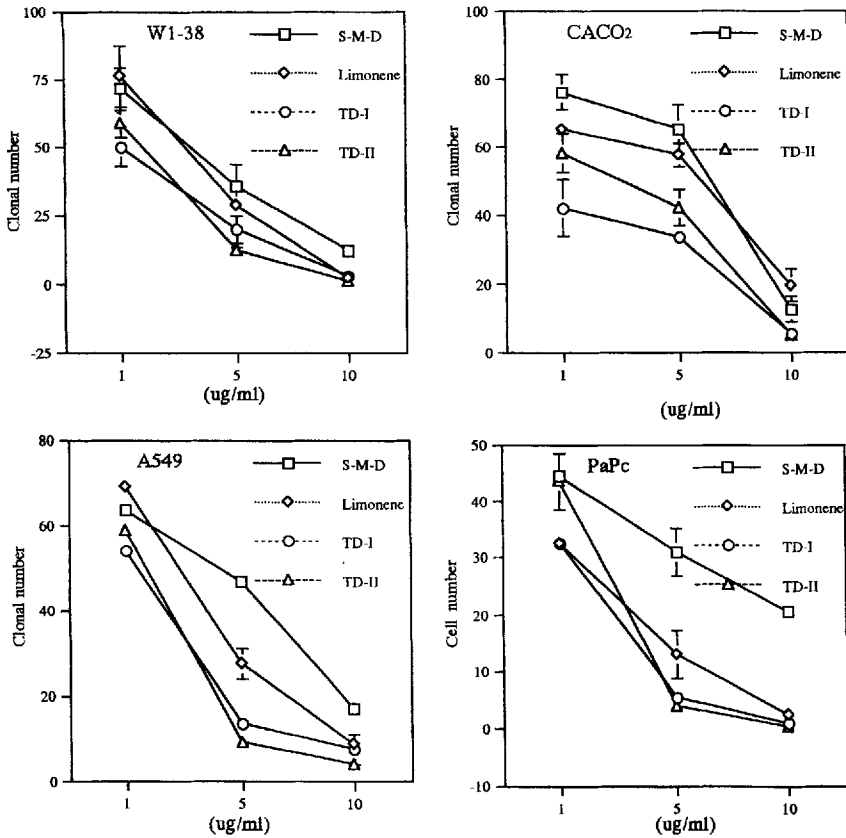 W1-38
S-M-D
Limonene
TD-I
TD-II
Clonal number
100
75
50
25
0
-25
1 5 10
(ug/ml)
CACO2
S-M-D
Limonene
TD-I
TD-II
Clonal number
100
80
60
40
20
0
1 5 10
(ug/ml)
A549
S-M-D
Limonene
TD-I
TD-II
Clonal number
80
60
40
20
0
1 5 10
(ug/ml)
PaPc
S-M-D
Limonene
TD-I
TD-II
Cell number
50
40
30
20
10
0
-10
1 5 10
(ug/ml)